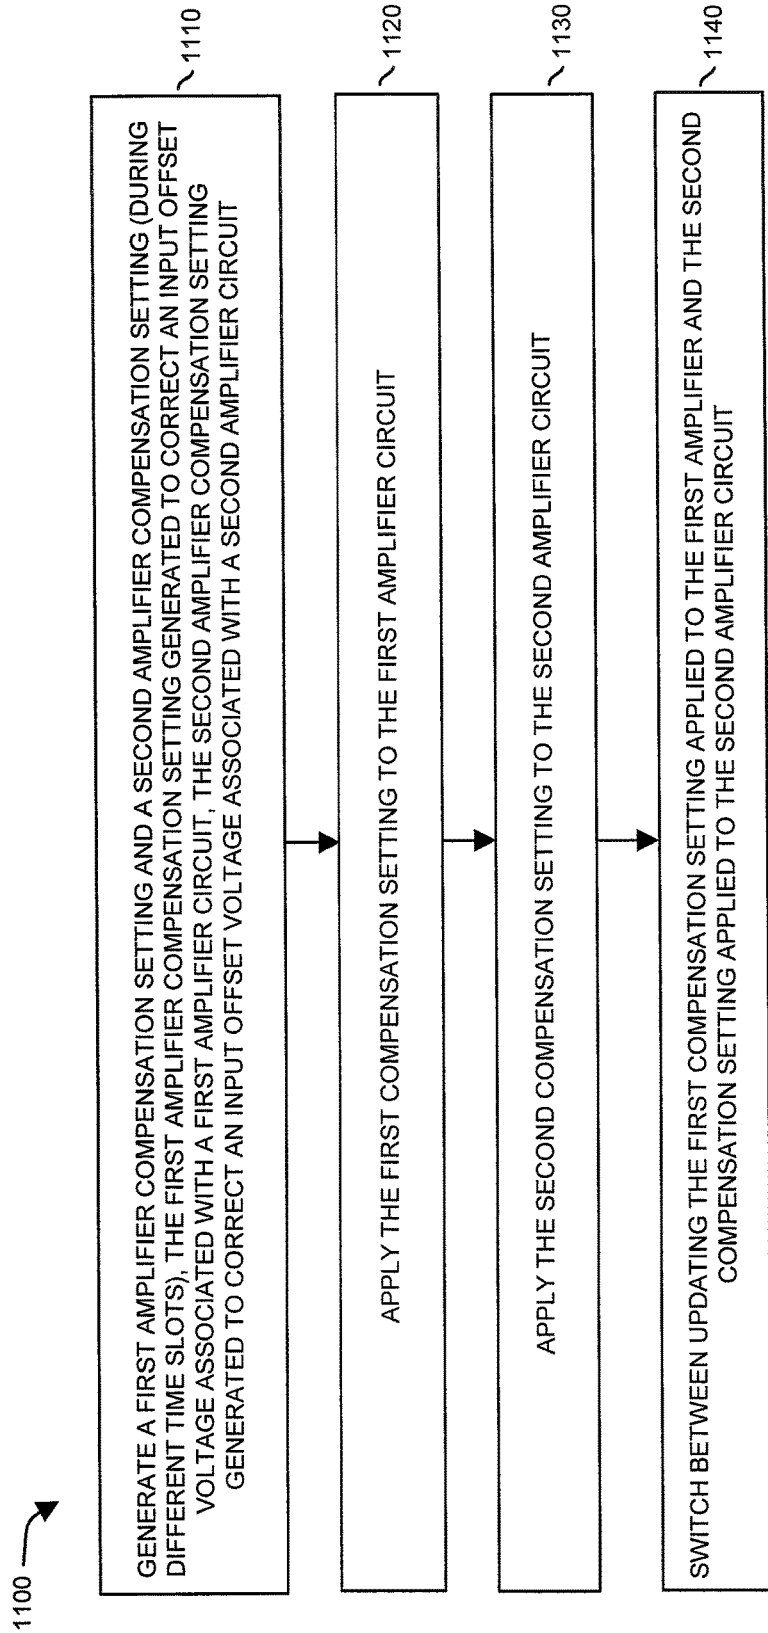 1100
GENERATE A FIRST AMPLIFIER COMPENSATION SETTING AND A SECOND AMPLIFIER COMPENSATION SETTING (DURING
DIFFERENT TIME SLOTS), THE FIRST AMPLIFIER COMPENSATION SETTING GENERATED TO CORRECT AN INPUT OFFSET
VOLTAGE ASSOCIATED WITH A FIRST AMPLIFIER CIRCUIT, THE SECOND AMPLIFIER COMPENSATION SETTING
GENERATED TO CORRECT AN INPUT OFFSET VOLTAGE ASSOCIATED WITH A SECOND AMPLIFIER CIRCUIT
1110
APPLY THE FIRST COMPENSATION SETTING TO THE FIRST AMPLIFIER CIRCUIT
1120
APPLY THE SECOND COMPENSATION SETTING TO THE SECOND AMPLIFIER CIRCUIT
1130
SWITCH BETWEEN UPDATING THE FIRST COMPENSATION SETTING APPLIED TO THE FIRST AMPLIFIER AND THE SECOND
COMPENSATION SETTING APPLIED TO THE SECOND AMPLIFIER CIRCUIT
1140